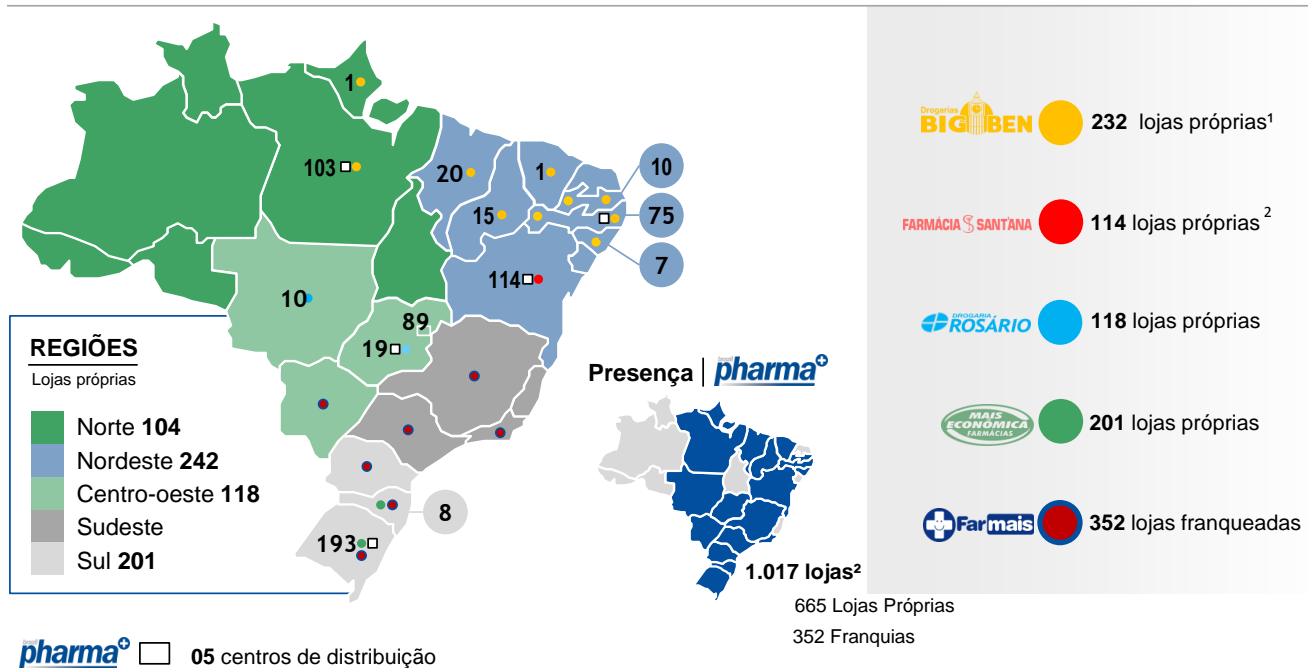 1
103
20
1
10
15
75
7
114
10
89
19
8
193
REGIÕES
Lojas próprias
Norte 104
Nordeste 242
Centro-oeste 118
Sudeste
Sul 201
Presença | brasil pharma+
1.017 lojas²
665 Lojas Próprias
352 Franquias
Drogarias
BIG BEN
232 lojas próprias¹
FARMÁCIA SANTANA
114 lojas próprias²
DROGARIA
ROSÁRIO
118 lojas próprias
MAIS
ECONÔMICA
FARMÁCIAS
201 lojas próprias
Farmais
352 lojas franqueadas
brasil pharma+
05 centros de distribuição